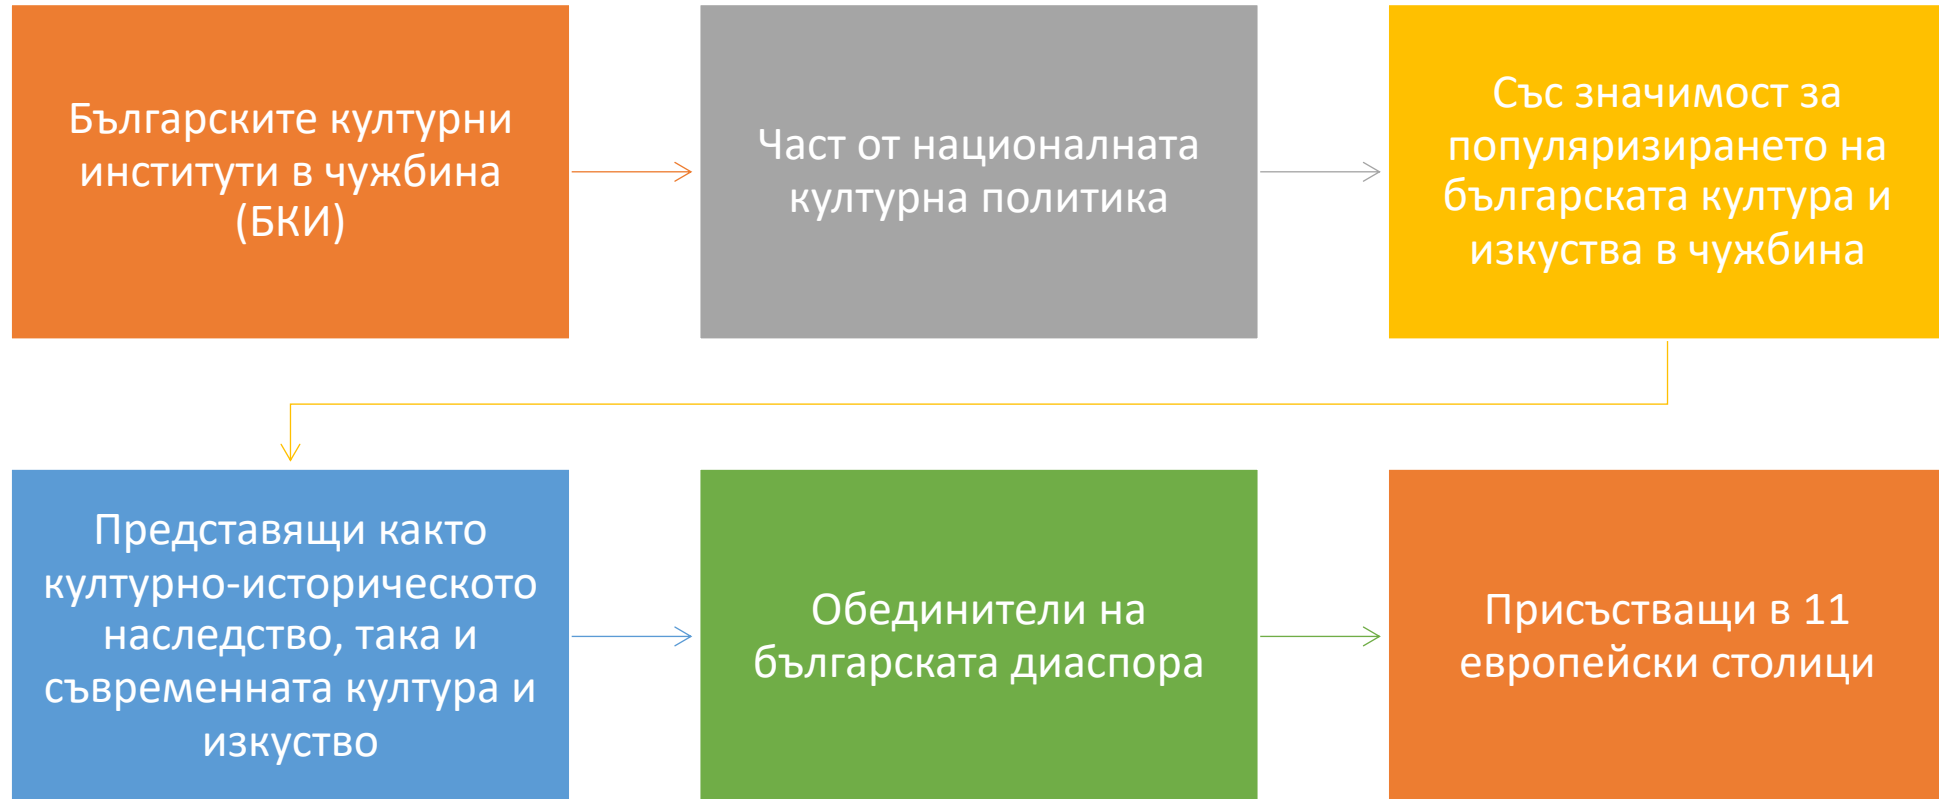 Българските културни
институти в чужбина
(БКИ)
Част от националната
културна политика
Със значимост за
популяризирането на
българската култура и
изкуства в чужбина
Представящи както
културно-историческото
наследство, така и
съвременната култура и
изкуство
Обединители на
българската диаспора
Присъстващи в 11
европейски столици